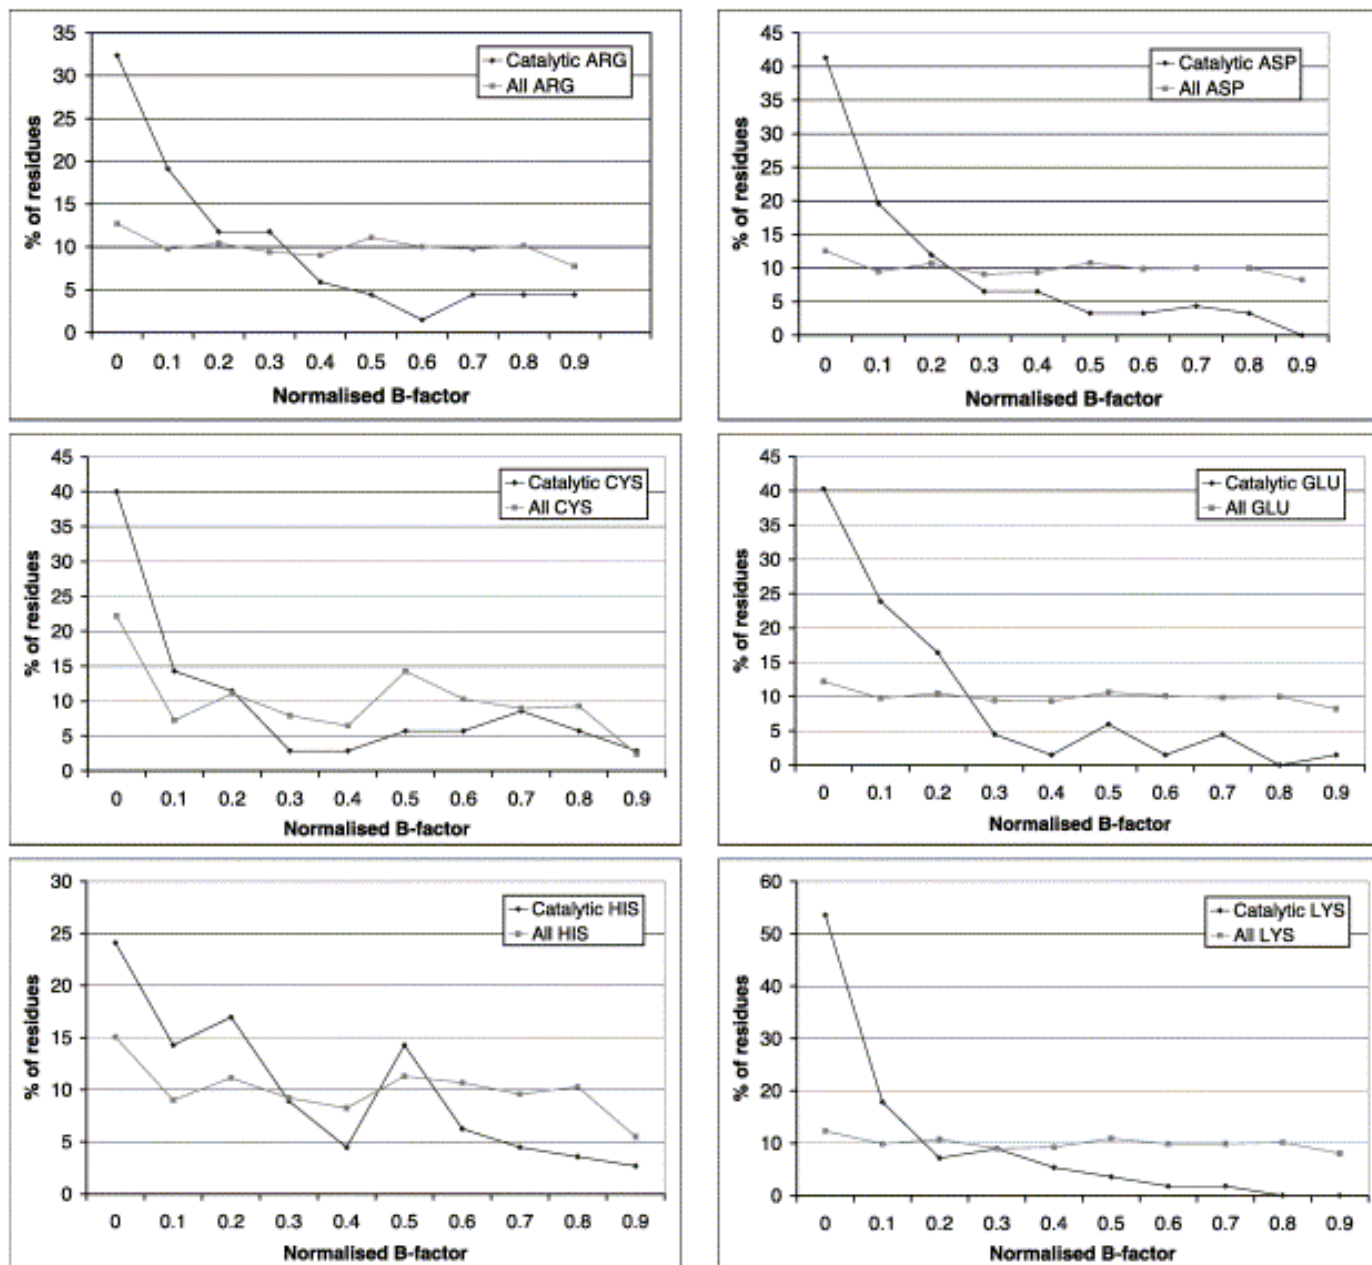 35
30
25
20
15
10
5
0
% of residues
Catalytic ARG
All ARG
0 0.1 0.2 0.3 0.4 0.5 0.6 0.7 0.8 0.9
Normalised B-factor
45
40
35
30
25
20
15
10
5
0
% of residues
Catalytic ASP
All ASP
0 0.1 0.2 0.3 0.4 0.5 0.6 0.7 0.8 0.9
Normalised B-factor
45
40
35
30
25
20
15
10
5
0
% of residues
Catalytic CYS
All CYS
0 0.1 0.2 0.3 0.4 0.5 0.6 0.7 0.8 0.9
Normalised B-factor
45
40
35
30
25
20
15
10
5
0
% of residues
Catalytic GLU
All GLU
0 0.1 0.2 0.3 0.4 0.5 0.6 0.7 0.8 0.9
Normalised B-factor
30
25
20
15
10
5
0
% of residues
Catalytic HIS
All HIS
0 0.1 0.2 0.3 0.4 0.5 0.6 0.7 0.8 0.9
Normalised B-factor
60
50
40
30
20
10
0
% of residues
Catalytic LYS
All LYS
0 0.1 0.2 0.3 0.4 0.5 0.6 0.7 0.8 0.9
Normalised B-factor